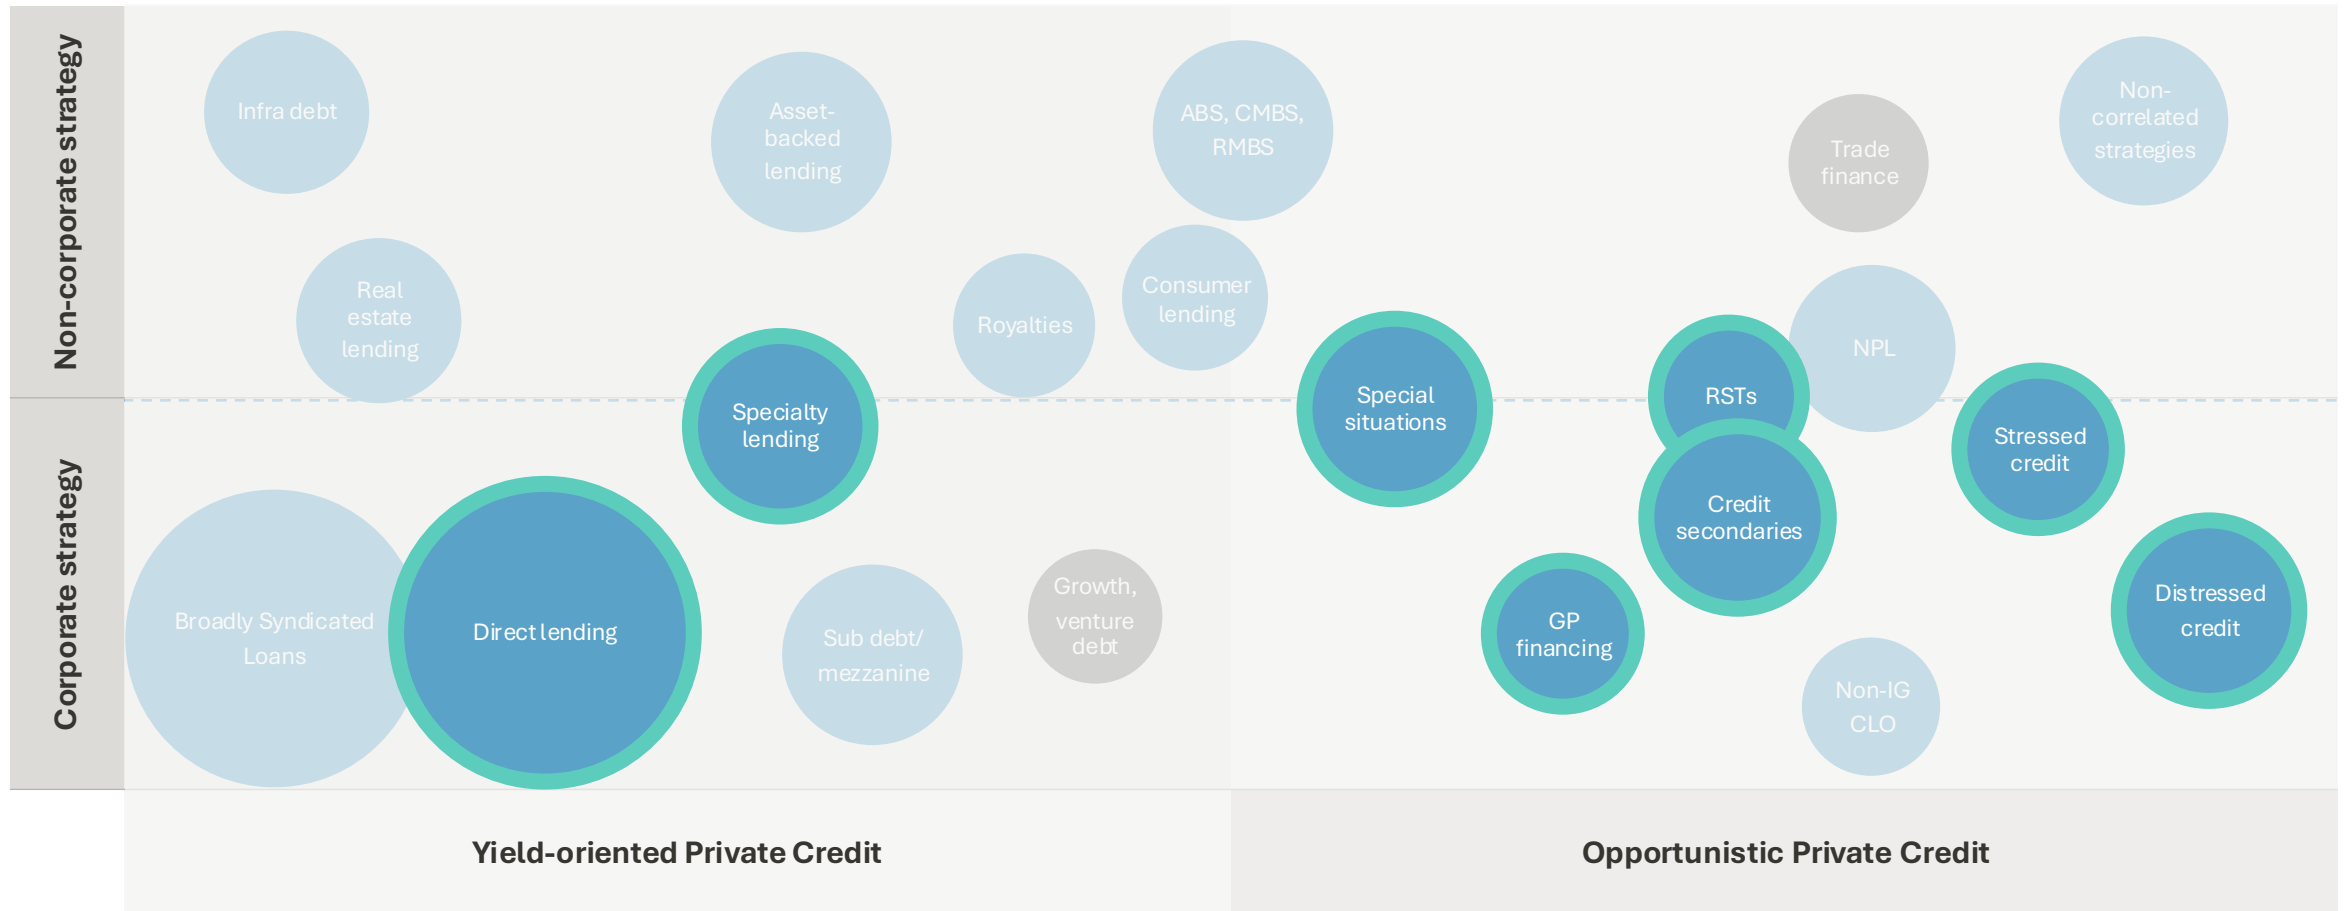 Non-corporate strategy
Infra debt
Asset-
backed
lending
ABS, CMBS,
RMBS
Trade
finance
Non-
correlated
strategies
Real
estate
lending
Royalties
Consumer
lending
NPL
Specialty
lending
Special
situations
RSTs
Stressed
credit
Corporate strategy
Broadly Syndicated
Loans
Direct lending
Sub debt/
mezzanine
Growth,
venture
debt
Credit
secondaries
GP
financing
Distressed
credit
Non-IG
CLO
Yield-oriented Private Credit
Opportunistic Private Credit